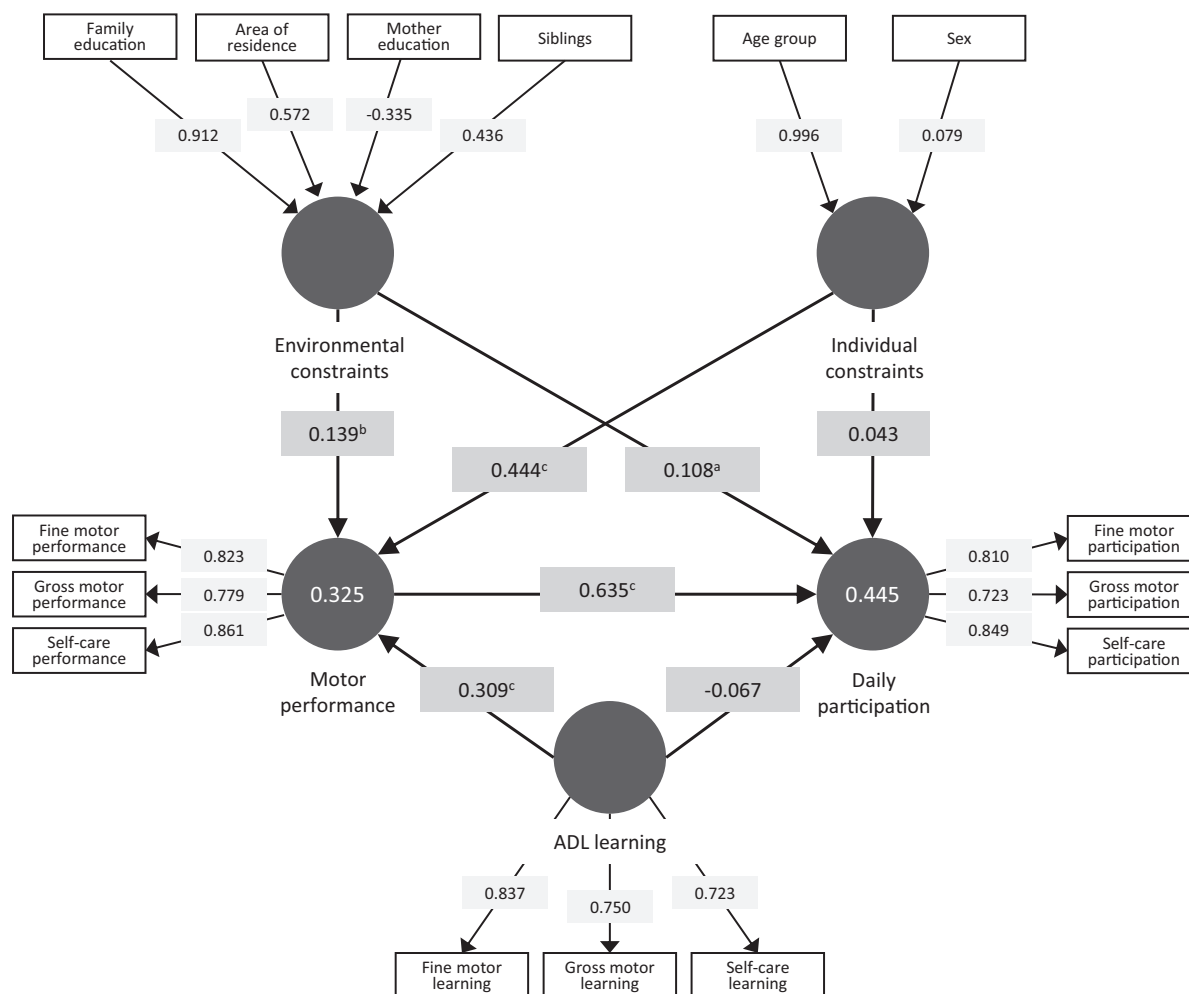 Family
education
Area of
residence
Mother
education
Siblings
Age group
Sex
0.912
0.572
-0.335
0.436
0.996
0.079
Environmental
constraints
Individual
constraints
0.139ᵇ
0.043
0.444ᶜ
0.108ᵃ
Fine motor
performance
Gross motor
performance
Self-care
performance
0.823
0.779
0.861
0.325
0.635ᶜ
0.445
0.810
0.723
0.849
Fine motor
participation
Gross motor
participation
Self-care
participation
Motor
performance
0.309ᶜ
-0.067
Daily
participation
ADL learning
0.837
0.750
0.723
Fine motor
learning
Gross motor
learning
Self-care
learning